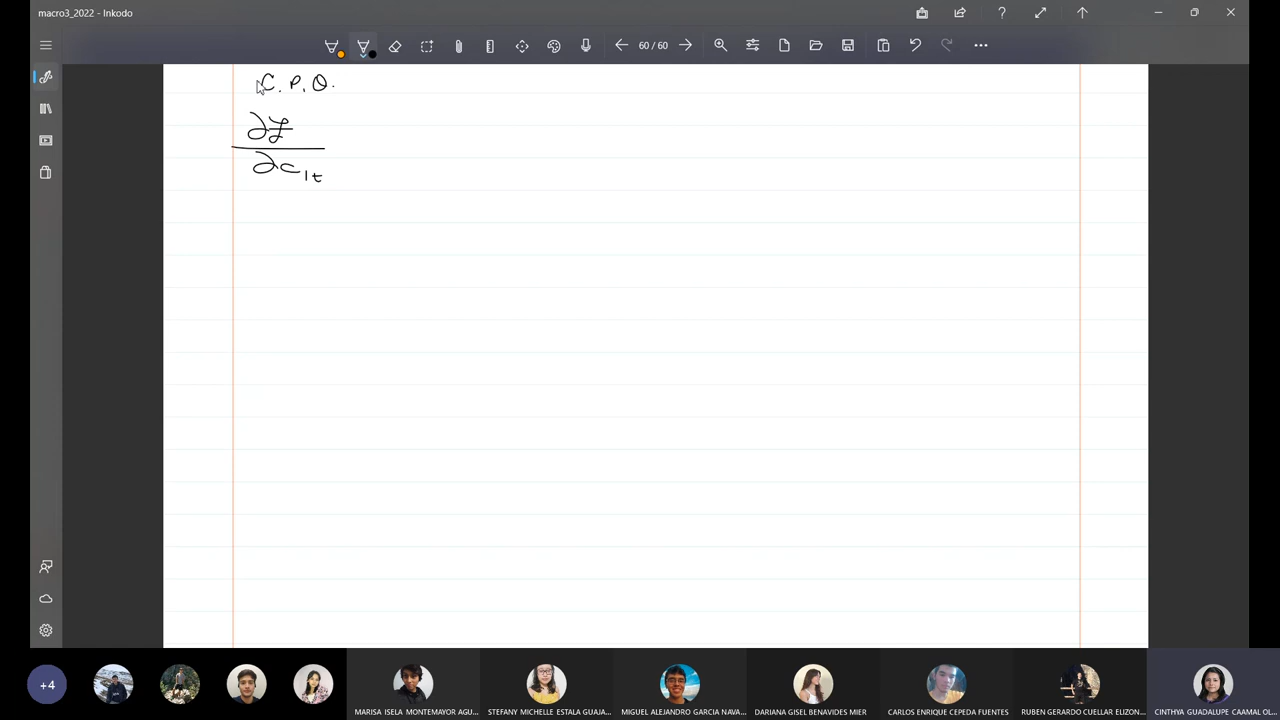 macro3_2022 - Inkodo
60 / 60
C.P.O.
∂ℒ
∂c1t
+4
MARISA ISELA MONTEMAYOR AGU...
STEFANY MICHELLE ESTALA GUAJA...
MIGUEL ALEJANDRO GARCIA NAVA...
DARIANA GISEL BENAVIDES MIER
CARLOS ENRIQUE CEPEDA FUENTES
RUBEN GERARDO CUELLAR ELIZON...
CINTHYA GUADALUPE CAAMAL OL...